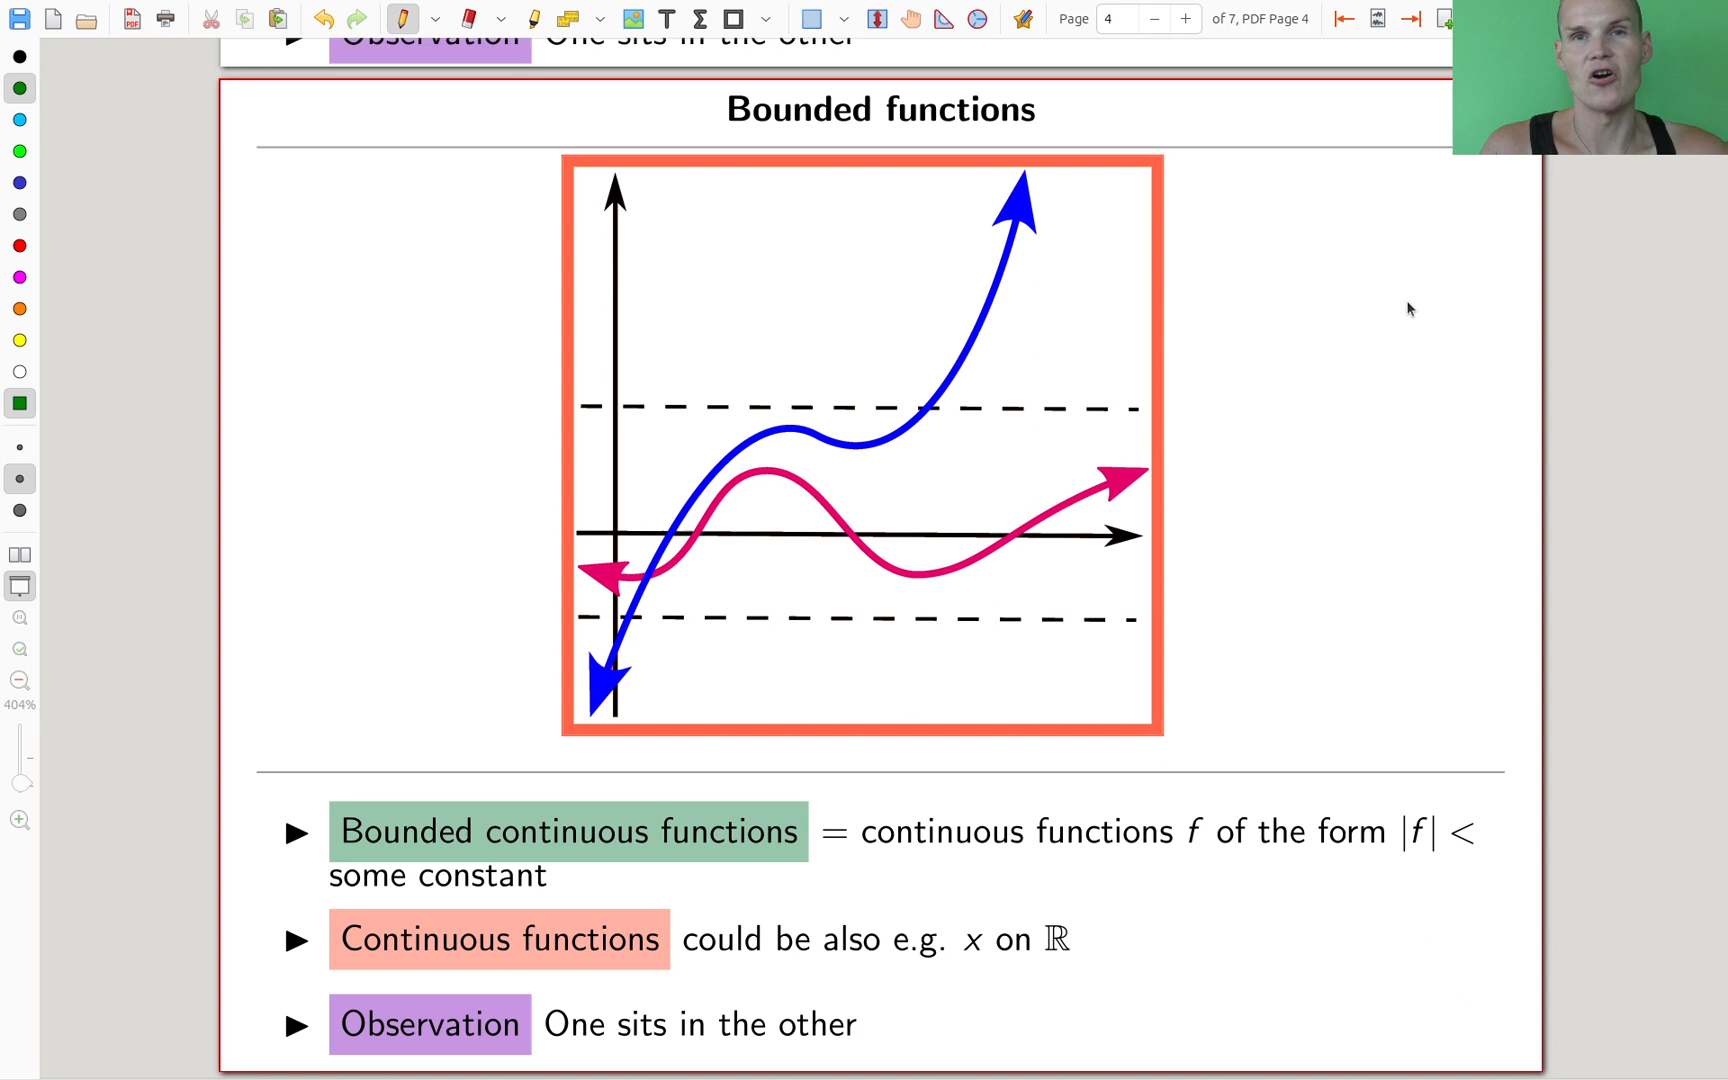 Page 4 of 7, PDF Page 4
Observation One sits in the other
Bounded functions
404%
▶ Bounded continuous functions = continuous functions f of the form |f| <
some constant
▶ Continuous functions could be also e.g. x on ℝ
▶ Observation One sits in the other